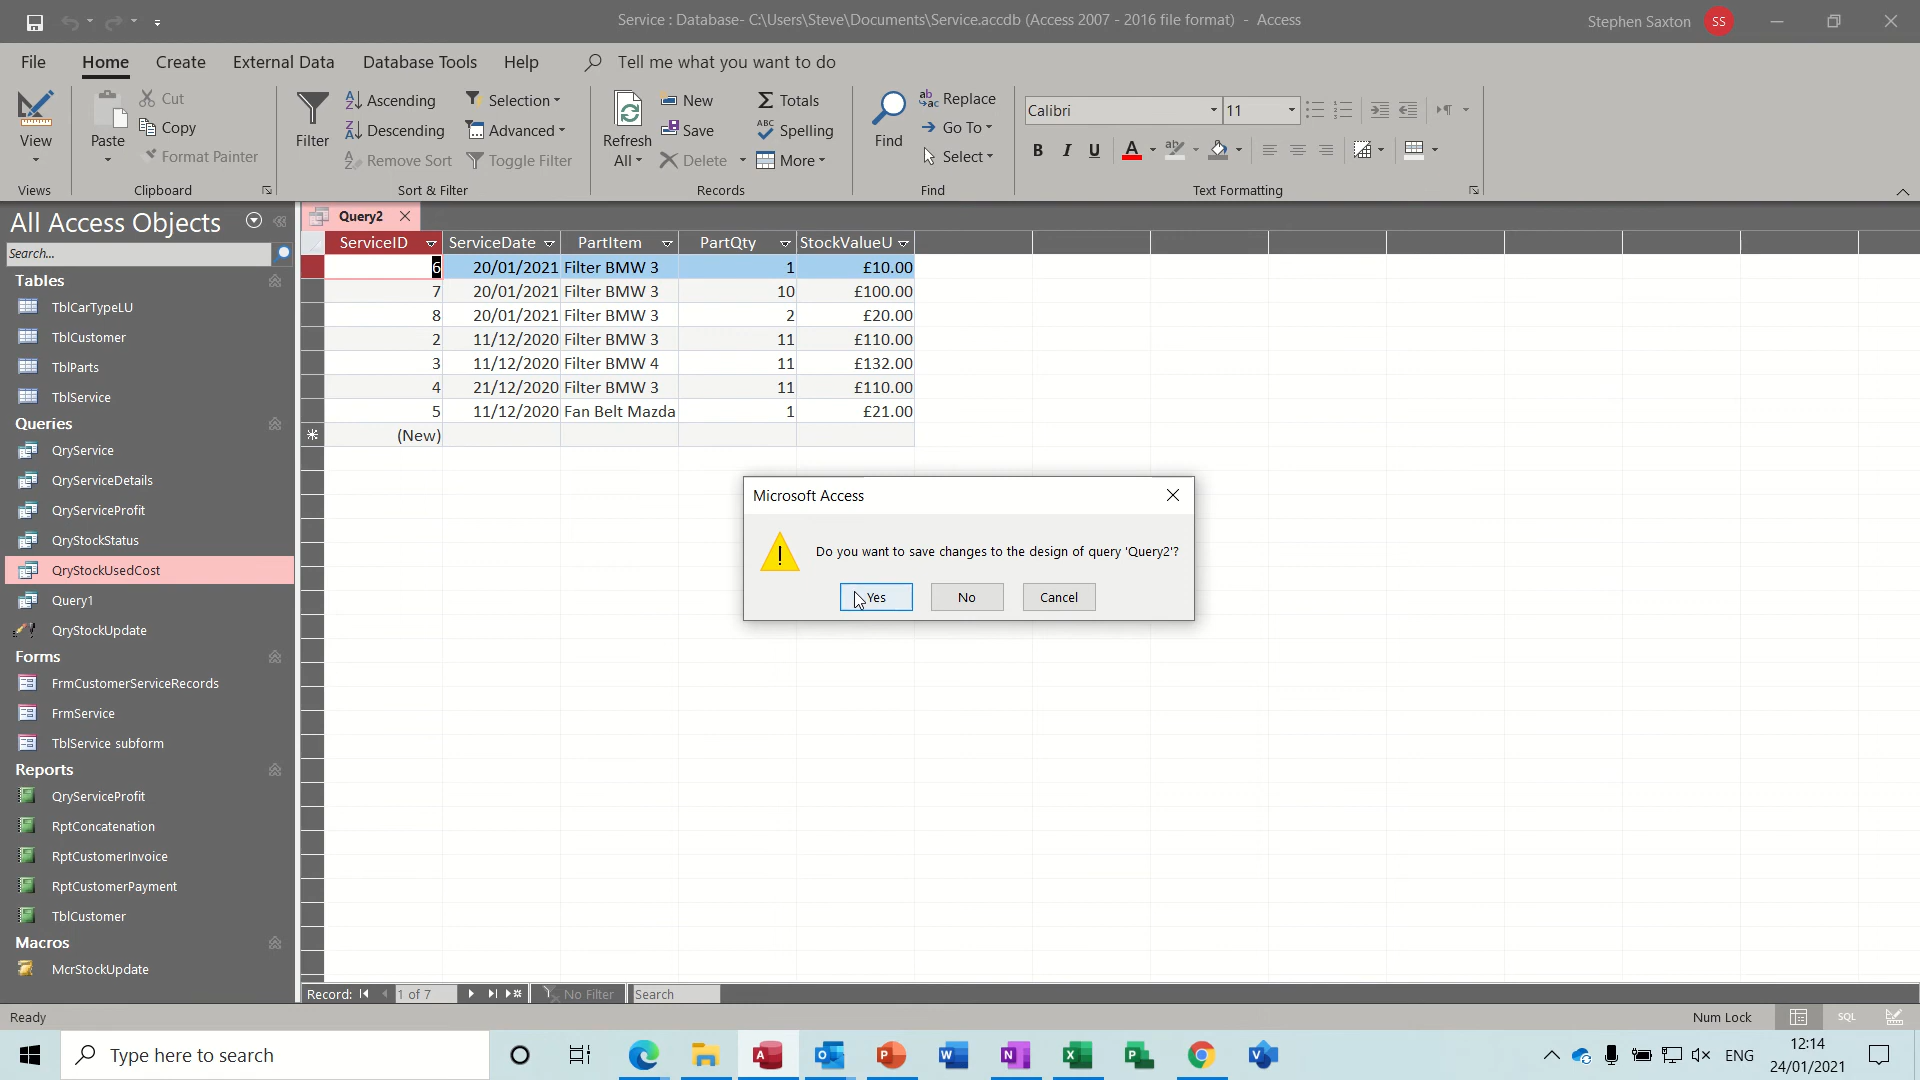 Service : Database- C:\Users\Steve\Documents\Service.accdb (Access 2007 - 2016 file format) - Access
Stephen Saxton SS
File Home Create External Data Database Tools Help Tell me what you want to do
View
Views
Paste
Cut
Copy
Format Painter
Clipboard
Filter
Ascending
Descending
Remove Sort
Selection
Advanced
Toggle Filter
Sort & Filter
Refresh
All
New
Save
Delete
Totals
Spelling
More
Records
Find
Replace
Go To
Select
Find
Calibri 11
B I U A
Text Formatting
All Access Objects
Search...
Tables
TblCarTypeLU
TblCustomer
TblParts
TblService
Queries
QryService
QryServiceDetails
QryServiceProfit
QryStockStatus
QryStockUsedCost
Query1
QryStockUpdate
Forms
FrmCustomerServiceRecords
FrmService
TblService subform
Reports
QryServiceProfit
RptConcatenation
RptCustomerInvoice
RptCustomerPayment
TblCustomer
Macros
McrStockUpdate
Query2
ServiceID ServiceDate PartItem PartQty StockValueU
6 20/01/2021 Filter BMW 3 1 £10.00
7 20/01/2021 Filter BMW 3 10 £100.00
8 20/01/2021 Filter BMW 3 2 £20.00
2 11/12/2020 Filter BMW 3 11 £110.00
3 11/12/2020 Filter BMW 4 11 £132.00
4 21/12/2020 Filter BMW 3 11 £110.00
5 11/12/2020 Fan Belt Mazda 1 £21.00
(New)
Microsoft Access
Do you want to save changes to the design of query 'Query2'?
Yes No Cancel
Record: 1 of 7 No Filter Search
Ready
Num Lock SQL
Type here to search
ENG
12:14
24/01/2021